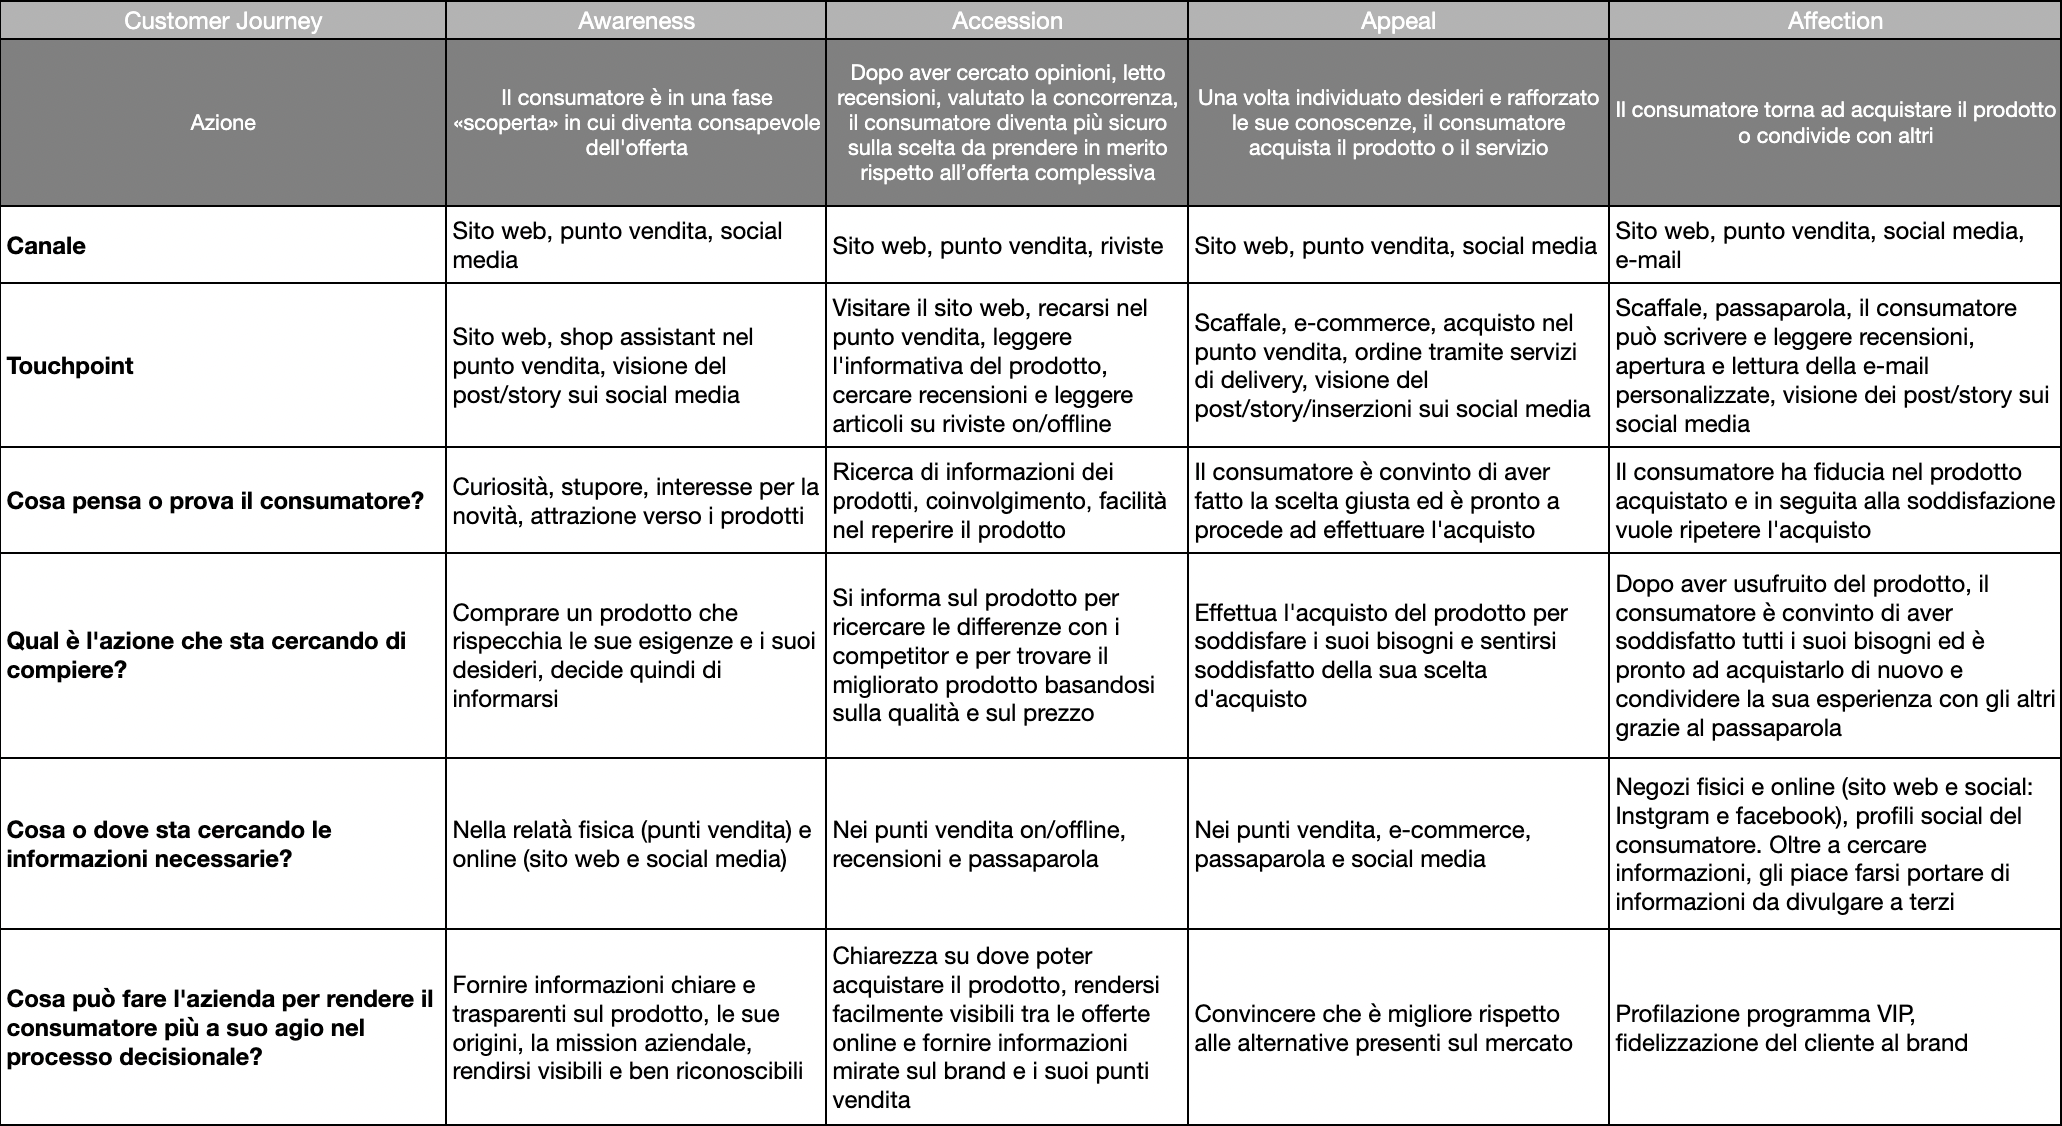 Customer Journey
Awareness
Accession
Appeal
Affection
Azione
Il consumatore è in una fase
«scoperta» in cui diventa consapevole
dell'offerta
Dopo aver cercato opinioni, letto
recensioni, valutato la concorrenza,
il consumatore diventa più sicuro
sulla scelta da prendere in merito
rispetto all’offerta complessiva
Una volta individuato desideri e rafforzato
le sue conoscenze, il consumatore
acquista il prodotto o il servizio
Il consumatore torna ad acquistare il prodotto
o condivide con altri
Canale
Sito web, punto vendita, social
media
Sito web, punto vendita, riviste
Sito web, punto vendita, social media
Sito web, punto vendita, social media,
e-mail
Touchpoint
Sito web, shop assistant nel
punto vendita, visione del
post/story sui social media
Visitare il sito web, recarsi nel
punto vendita, leggere
l'informativa del prodotto,
cercare recensioni e leggere
articoli su riviste on/offline
Scaffale, e-commerce, acquisto nel
punto vendita, ordine tramite servizi
di delivery, visione del
post/story/inserzioni sui social media
Scaffale, passaparola, il consumatore
può scrivere e leggere recensioni,
apertura e lettura della e-mail
personalizzate, visione dei post/story sui
social media
Cosa pensa o prova il consumatore?
Curiosità, stupore, interesse per la
novità, attrazione verso i prodotti
Ricerca di informazioni dei
prodotti, coinvolgimento, facilità
nel reperire il prodotto
Il consumatore è convinto di aver
fatto la scelta giusta ed è pronto a
procede ad effettuare l'acquisto
Il consumatore ha fiducia nel prodotto
acquistato e in seguita alla soddisfazione
vuole ripetere l'acquisto
Qual è l'azione che sta cercando di
compiere?
Comprare un prodotto che
rispecchia le sue esigenze e i suoi
desideri, decide quindi di
informarsi
Si informa sul prodotto per
ricercare le differenze con i
competitor e per trovare il
migliorato prodotto basandosi
sulla qualità e sul prezzo
Effettua l'acquisto del prodotto per
soddisfare i suoi bisogni e sentirsi
soddisfatto della sua scelta
d'acquisto
Dopo aver usufruito del prodotto, il
consumatore è convinto di aver
soddisfatto tutti i suoi bisogni ed è
pronto ad acquistarlo di nuovo e
condividere la sua esperienza con gli altri
grazie al passaparola
Cosa o dove sta cercando le
informazioni necessarie?
Nella relatà fisica (punti vendita) e
online (sito web e social media)
Nei punti vendita on/offline,
recensioni e passaparola
Nei punti vendita, e-commerce,
passaparola e social media
Negozi fisici e online (sito web e social:
Instgram e facebook), profili social del
consumatore. Oltre a cercare
informazioni, gli piace farsi portare di
informazioni da divulgare a terzi
Cosa può fare l'azienda per rendere il
consumatore più a suo agio nel
processo decisionale?
Fornire informazioni chiare e
trasparenti sul prodotto, le sue
origini, la mission aziendale,
rendirsi visibili e ben riconoscibili
Chiarezza su dove poter
acquistare il prodotto, rendersi
facilmente visibili tra le offerte
online e fornire informazioni
mirate sul brand e i suoi punti
vendita
Convincere che è migliore rispetto
alle alternative presenti sul mercato
Profilazione programma VIP,
fidelizzazione del cliente al brand